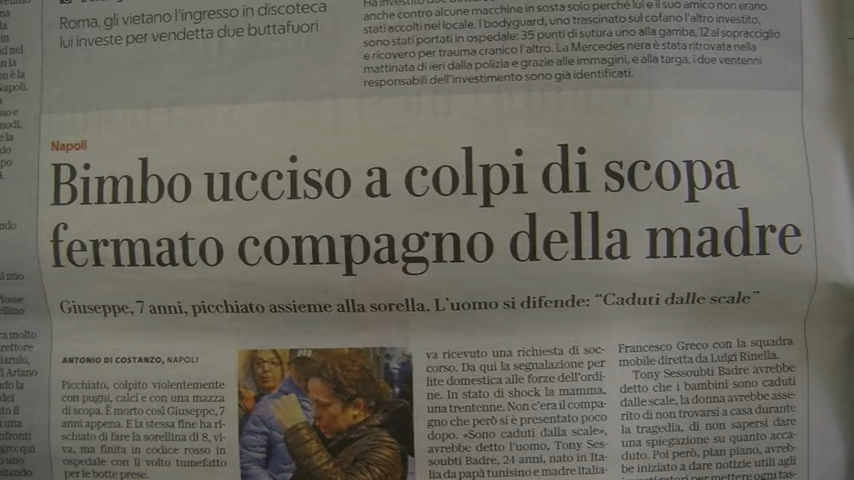 Roma, gli vietano l'ingresso in discoteca
lui investe per vendetta due buttafuori
anche contro alcune macchine in sosta solo perché lui e il suo amico non erano
stati accolti nel locale. I bodyguard, uno trascinato sul cofano l'altro investito,
sono stati portati in ospedale: 35 punti di sutura uno alla gamba, 12 al sopracciglio
e ricovero per trauma cranico l'altro. La Mercedes nera è stata ritrovata nella
mattinata di ieri dalla polizia e grazie alle immagini, e alla targa, i due ventenni
responsabili dell'investimento sono già identificati.
Napoli
Bimbo ucciso a colpi di scopa
fermato compagno della madre
Giuseppe, 7 anni, picchiato assieme alla sorella. L'uomo si difende: "Caduti dalle scale"
ANTONIO DI COSTANZO, NAPOLI
Picchiato, colpito violentemente
con pugni, calci e con una mazza
di scopa. È morto così Giuseppe, 7
anni appena. E la stessa fine ha ri-
schiato di fare la sorellina di 8, vi-
va, ma finita in codice rosso in
ospedale con il volto tumefatto
per le botte prese.
va ricevuto una richiesta di soc-
corso. Da qui la segnalazione per
lite domestica alle forze dell'ordi-
ne. In stato di shock la mamma,
una trentenne. Non c'era il compa-
gno che però si è presentato poco
dopo. «Sono caduti dalla scale»,
avrebbe detto l'uomo, Tony Ses-
soubti Badre, 24 anni, nato in Ita-
lia da papà tunisino e madre italia-
Francesco Greco con la squadra
mobile diretta da Luigi Rinella.
Tony Sessoubti Badre avrebbe
detto che i bambini sono caduti
dalle scale, la donna avrebbe asse-
rito di non trovarsi a casa durante
la tragedia, di non sapersi dare
una spiegazione su quanto acca-
duto. Poi però, pian piano, avreb-
be iniziato a dare notizie utili agli